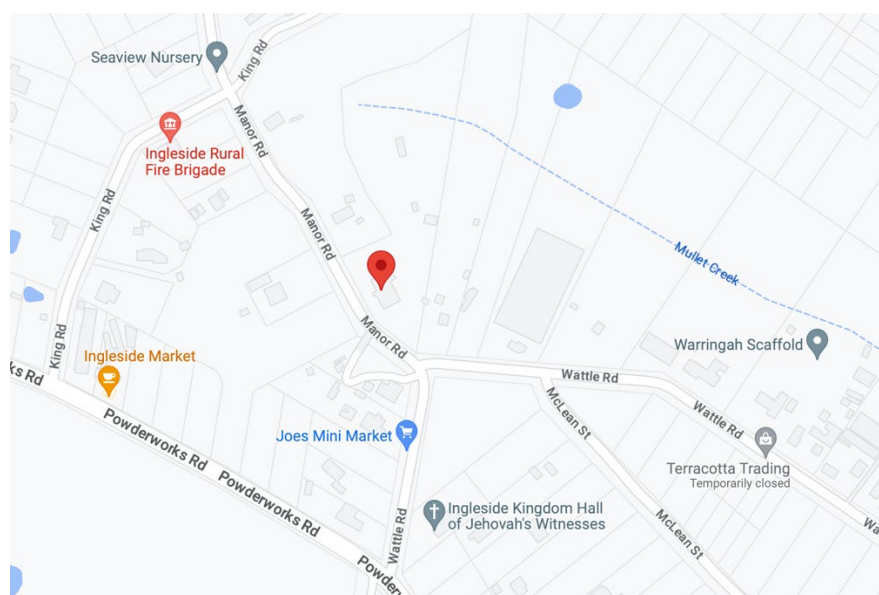 Seaview Nursery
King Rd
Manor Rd
Ingleside Rural
Fire Brigade
King Rd
Manor Rd
Mullet Creek
King Rd
Manor Rd
Ingleside Market
Warringah Scaffold
ks Rd
Wattle Rd
McLean St
Wattle Rd
Powderworks Rd
Powderworks Rd
Joes Mini Market
Terracotta Trading
Temporarily closed
Ingleside Kingdom Hall
of Jehovah's Witnesses
Wattle Rd
McLean St
Wa
Powder